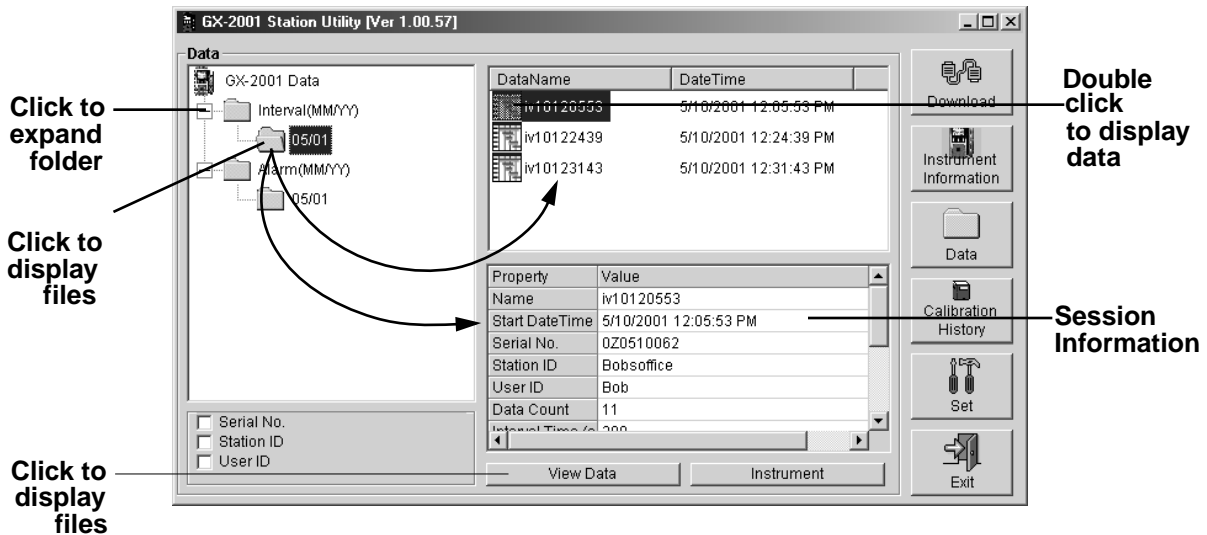 GX-2001 Station Utility [Ver 1.00.57]
Data
GX-2001 Data
Interval(MM/YY)
05/01
Alarm(MM/YY)
05/01
Serial No.
Station ID
User ID
DataName DateTime
iv10120553 5/10/2001 12:05:53 PM
iv10122439 5/10/2001 12:24:39 PM
iv10123143 5/10/2001 12:31:43 PM
Property Value
Name iv10120553
Start DateTime 5/10/2001 12:05:53 PM
Serial No. 0Z0510062
Station ID Bobsoffice
User ID Bob
Data Count 11
Interval Time
View Data Instrument
Download
Instrument
Information
Data
Calibration
History
Set
Exit
Click to
expand
folder
Click to
display
files
Click to
display
files
Double
click
to display
data
Session
Information